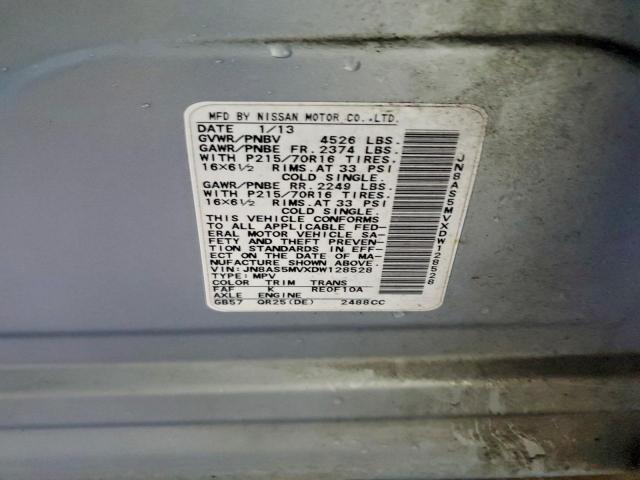 MFD BY NISSAN MOTOR CO.,LTD.
DATE 1/13
GVWR/PNBV 4526 LBS.
GAWR/PNBE FR. 2374 LBS.
WITH P215/70R16 TIRES.
16×6½ RIMS.AT 33 PSI
COLD SINGLE.
GAWR/PNBE RR. 2249 LBS.
WITH P215/70R16 TIRES.
16×6½ RIMS.AT 33 PSI
COLD SINGLE.
THIS VEHICLE CONFORMS
TO ALL APPLICABLE FED-
ERAL MOTOR VEHICLE SA-
FETY AND THEFT PREVEN-
TION STANDARDS IN EFF-
ECT ON THE DATE OF MA-
NUFACTURE SHOWN ABOVE.
VIN: JN8AS5MVXDW128528
TYPE: MPV
COLOR TRIM TRANS
FAF K RE0F10A
AXLE ENGINE
GB57 QR25(DE) 2488CC
JN8AS5MVXDW128528